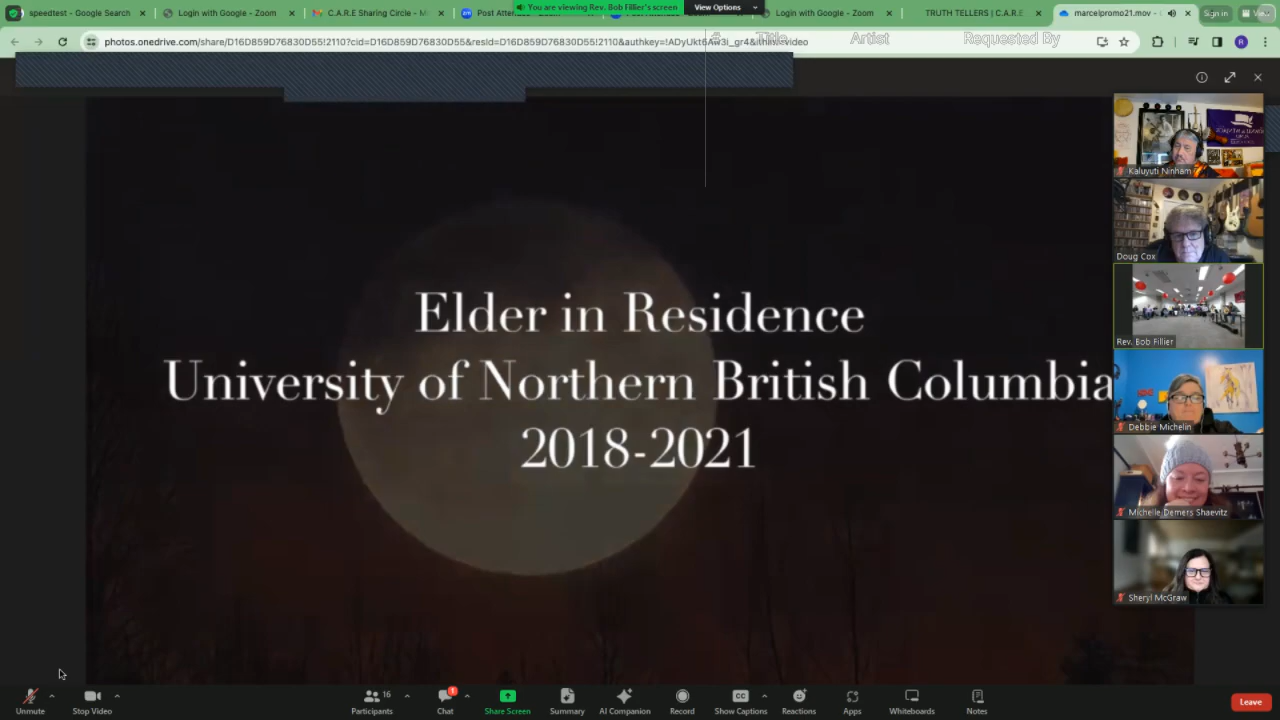 speedtest - Google Search
Login with Google - Zoom
C.A.R.E Sharing Circle - M
Post Attende
You are viewing Rev. Bob Fillier's screen
View Options
Login with Google - Zoom
TRUTH TELLERS | C.A.R.E
marcelpromo21.mov -
Sign in
photos.onedrive.com/share/D16D859D76830D55!2110?cid=D16D859D76830D55&resId=D16D859D76830D55!2110&authkey=!ADyUkt6Aw3i_gr4&ithint=video
# Title Artist Requested By
R
Elder in Residence
University of Northern British Columbia
2018-2021
Kaluyuti Ninham
Doug Cox
Rev. Bob Fillier
Debbie Michelin
Michelle Demers Shaevitz
Sheryl McGraw
Unmute
Stop Video
16
Participants
1
Chat
Share Screen
Summary
AI Companion
Record
CC
Show Captions
Reactions
Apps
Whiteboards
Notes
Leave